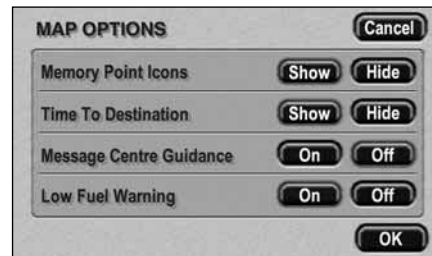 MAP OPTIONS Cancel
Memory Point Icons Show Hide
Time To Destination Show Hide
Message Centre Guidance On Off
Low Fuel Warning On Off
OK